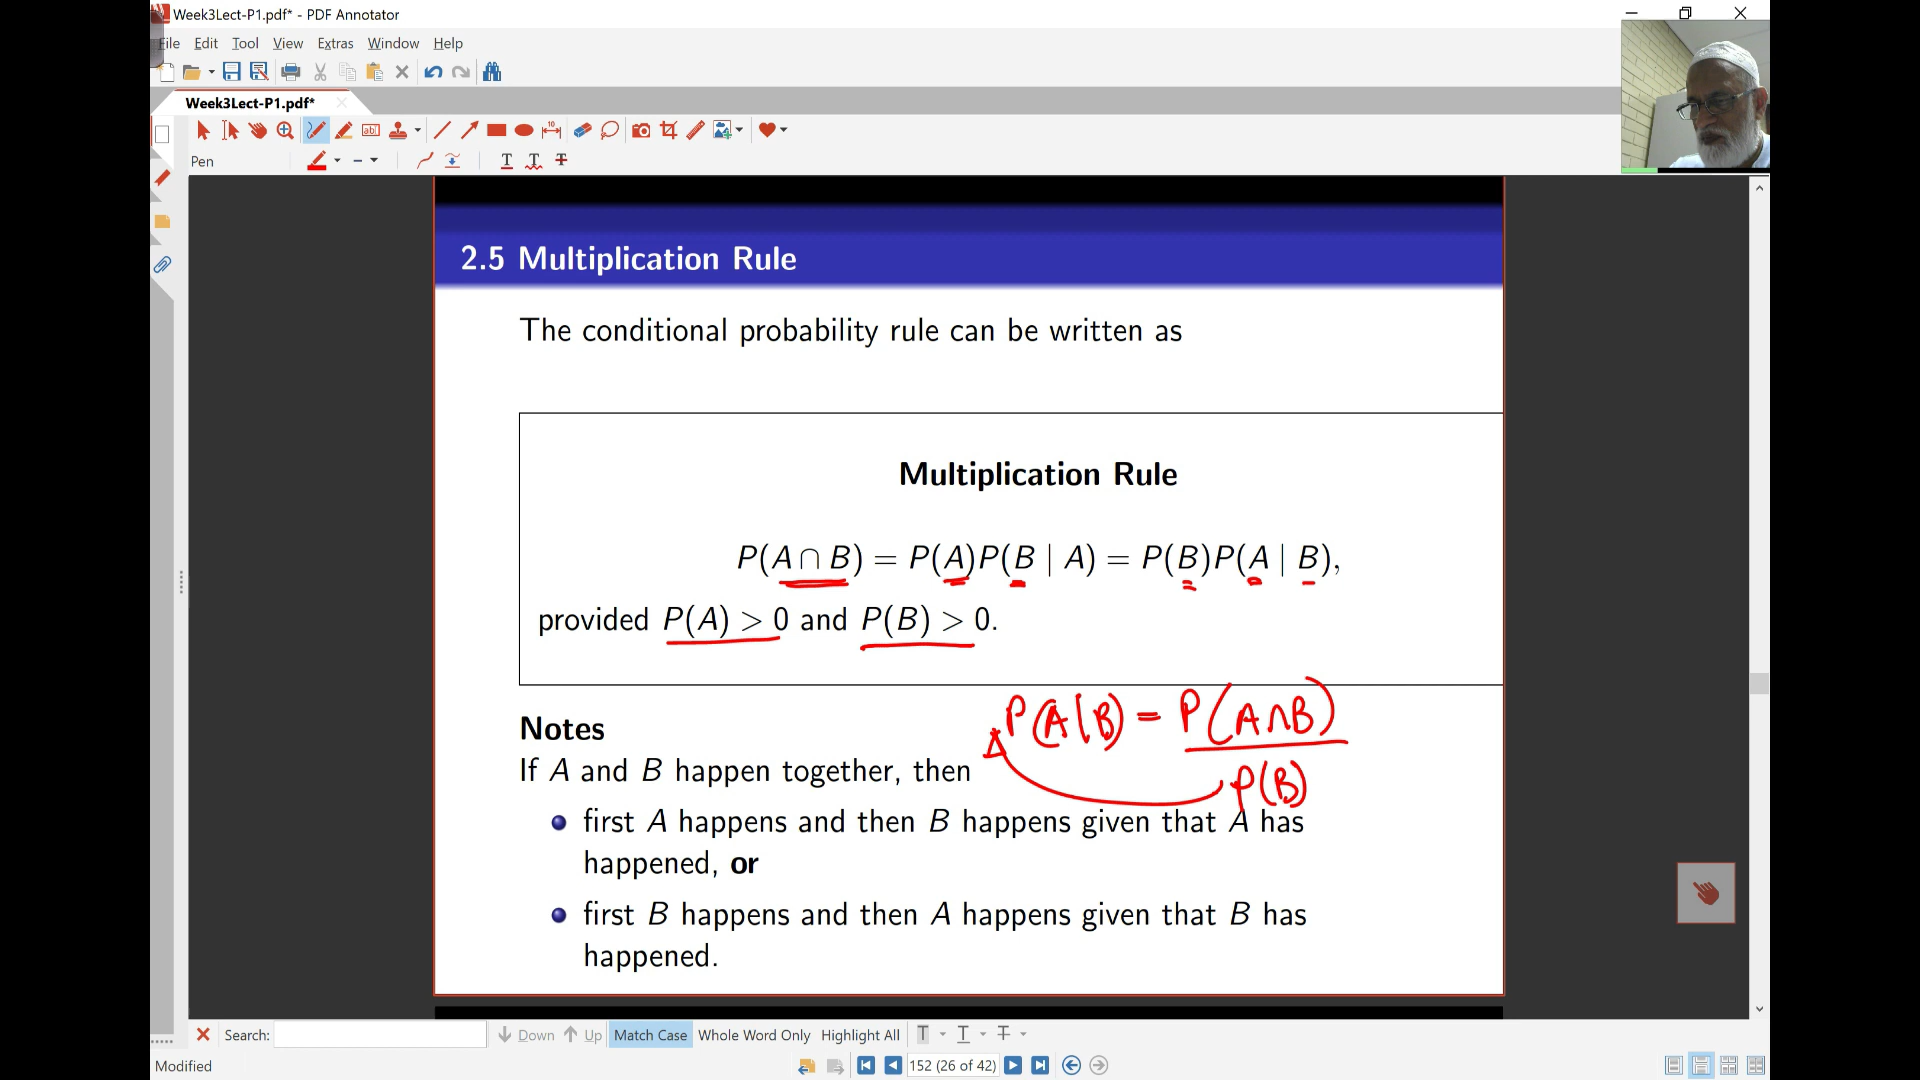 Week3Lect-P1.pdf* - PDF Annotator
File Edit Tool View Extras Window Help
Week3Lect-P1.pdf*
Pen
2.5 Multiplication Rule
The conditional probability rule can be written as
Multiplication Rule
P(A ∩ B) = P(A)P(B | A) = P(B)P(A | B),
provided P(A) > 0 and P(B) > 0.
P(A|B) = P(A∩B)
P(B)
Notes
If A and B happen together, then
first A happens and then B happens given that A has
happened, or
first B happens and then A happens given that B has
happened.
Search: Down Up Match Case Whole Word Only Highlight All
Modified 152 (26 of 42)